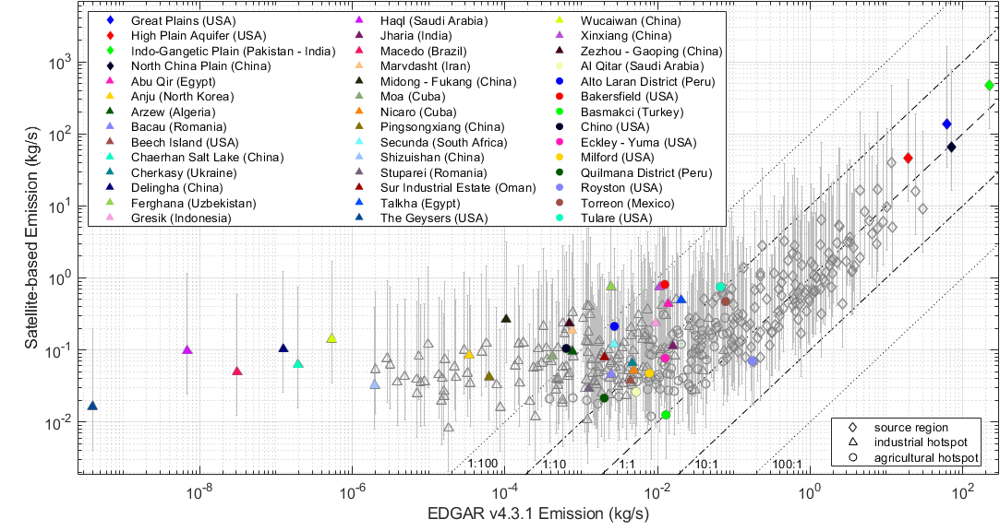 Great Plains (USA)
High Plain Aquifer (USA)
Indo-Gangetic Plain (Pakistan - India)
North China Plain (China)
Abu Qir (Egypt)
Anju (North Korea)
Arzew (Algeria)
Bacau (Romania)
Beech Island (USA)
Chaerhan Salt Lake (China)
Cherkasy (Ukraine)
Delingha (China)
Ferghana (Uzbekistan)
Gresik (Indonesia)
Haql (Saudi Arabia)
Jharia (India)
Macedo (Brazil)
Marvdasht (Iran)
Midong - Fukang (China)
Moa (Cuba)
Nicaro (Cuba)
Pingsongxiang (China)
Secunda (South Africa)
Shizuishan (China)
Stuparei (Romania)
Sur Industrial Estate (Oman)
Talkha (Egypt)
The Geysers (USA)
Wucaiwan (China)
Xinxiang (China)
Zezhou - Gaoping (China)
Al Qitar (Saudi Arabia)
Alto Laran District (Peru)
Bakersfield (USA)
Basmakci (Turkey)
Chino (USA)
Eckley - Yuma (USA)
Milford (USA)
Quilmana District (Peru)
Royston (USA)
Torreon (Mexico)
Tulare (USA)
Satellite-based Emission (kg/s)
10³
10²
10¹
10⁰
10⁻¹
10⁻²
1:100
1:10
1:1
10:1
100:1
source region
industrial hotspot
agricultural hotspot
10⁻⁸
10⁻⁶
10⁻⁴
10⁻²
10⁰
10²
EDGAR v4.3.1 Emission (kg/s)